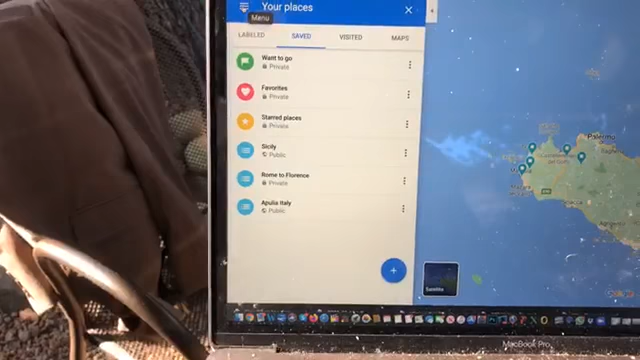 Your places
Menu
LABELED SAVED VISITED MAPS
Want to go
Private
Favorites
Private
Starred places
Private
Sicily
Public
Rome to Florence
Private
Apulia Italy
Public
Palermo
Satellite
MacBook Pro